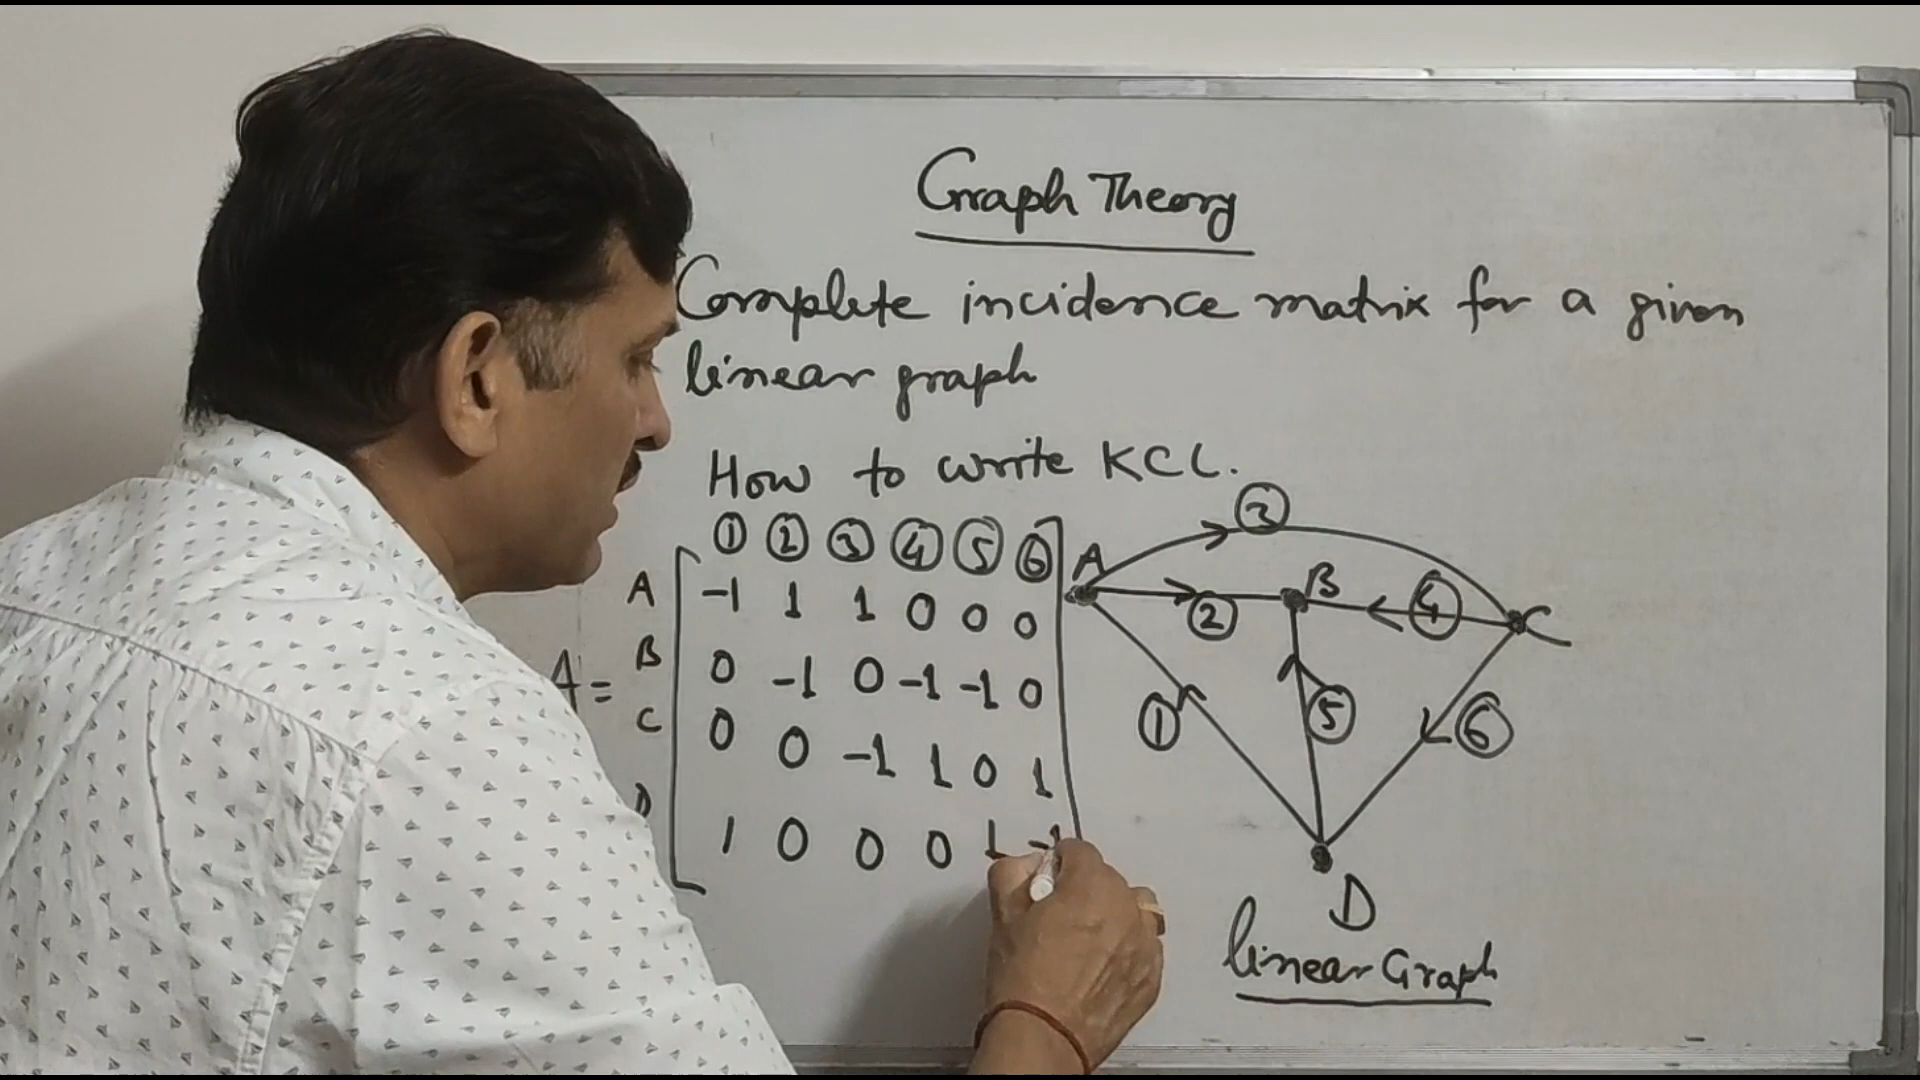 Graph Theory
Complete incidence matrix for a given
linear graph
How to write KCL.
① ② ③ ④ ⑤ ⑥
A -1 1 1 0 0 0
B 0 -1 0 -1 -1 0
A =
C 0 0 -1 1 0 1
D 1 0 0 0 1 -1
③
A B C
② ④
① ⑤ ⑥
D
linear Graph